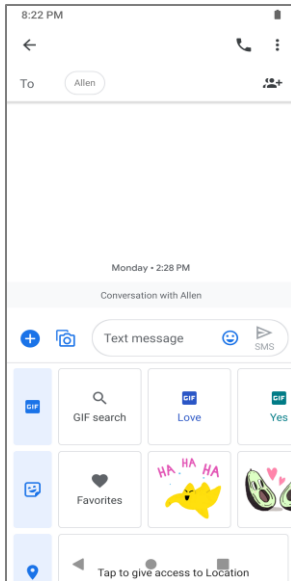 8:22 PM
To Allen
Monday • 2:28 PM
Conversation with Allen
Text message
SMS
GIF GIF search GIF Love GIF Yes
Favorites HA HA HA
Tap to give access to Location